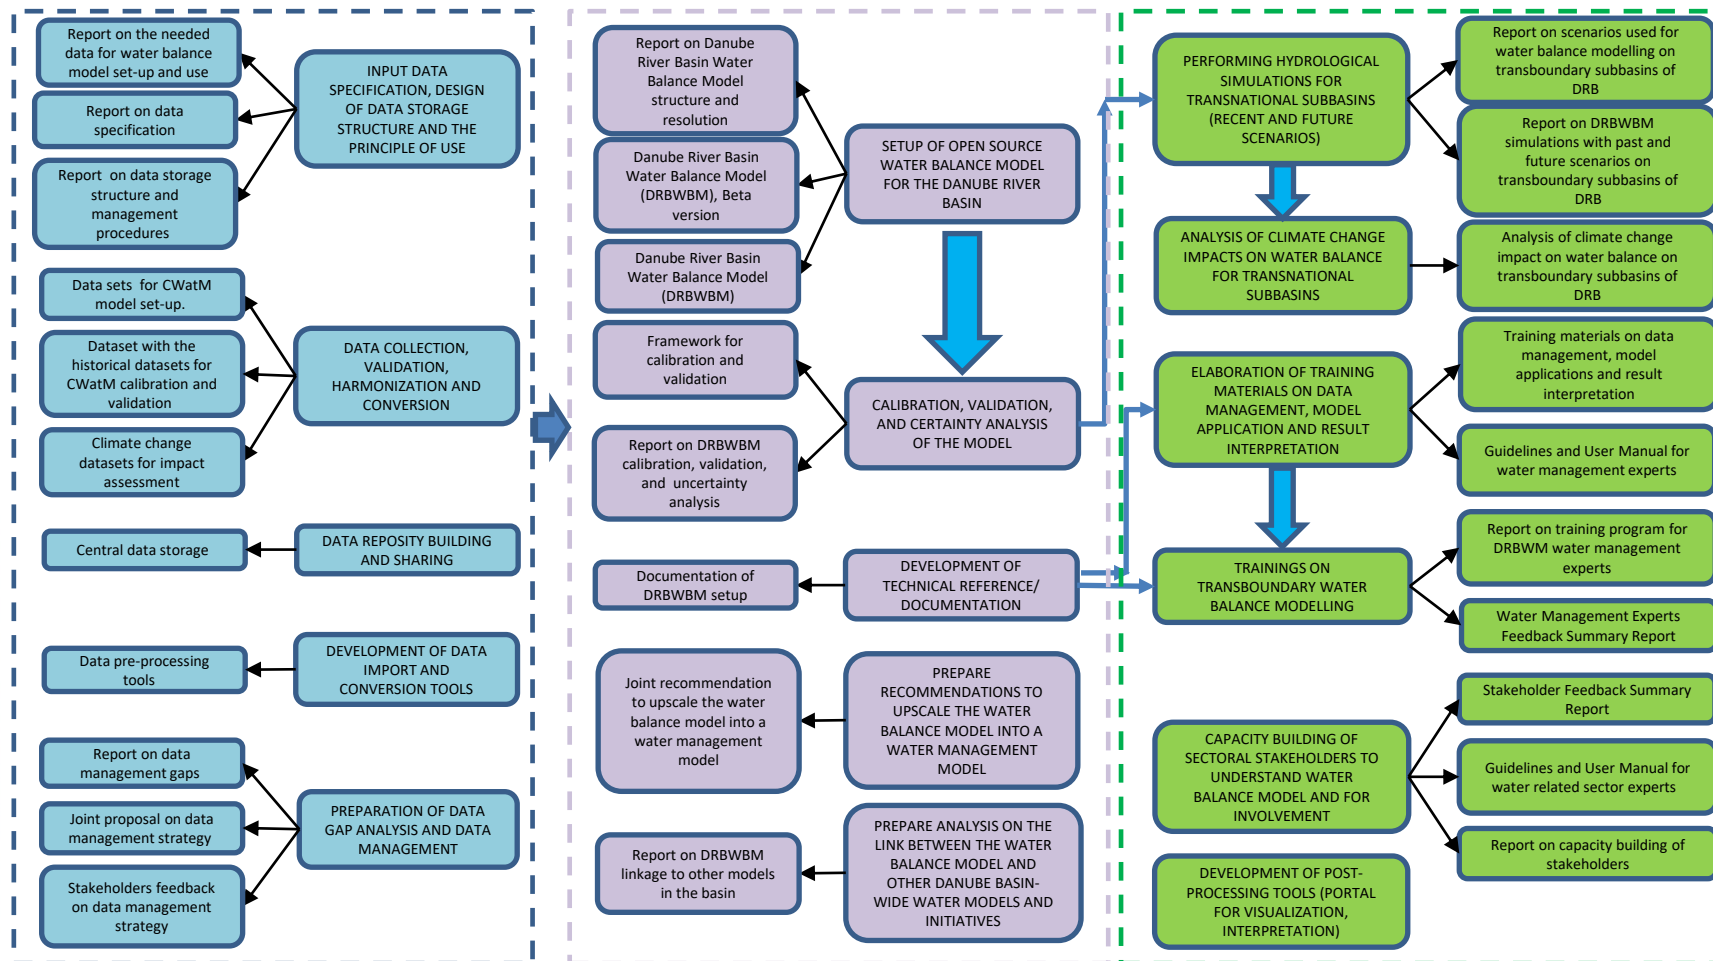 Report on the needed
data for water balance
model set-up and use
Report on data
specification
Report  on data storage
structure and
management
procedures
INPUT DATA
SPECIFICATION, DESIGN
OF DATA STORAGE
STRUCTURE AND THE
PRINCIPLE OF USE
Data sets  for CWatM
model set-up.
Dataset with the
historical datasets for
CWatM calibration and
validation
Climate change
datasets for impact
assessment
DATA COLLECTION,
VALIDATION,
HARMONIZATION AND
CONVERSION
Central data storage
DATA REPOSITY BUILDING
AND SHARING
Data pre-processing
tools
DEVELOPMENT OF DATA
IMPORT AND
CONVERSION TOOLS
Report on data
management gaps
Joint proposal on data
management strategy
Stakeholders feedback
on data management
strategy
PREPARATION OF DATA
GAP ANALYSIS AND DATA
MANAGEMENT
Report on Danube
River Basin Water
Balance Model
structure and
resolution
Danube River Basin
Water Balance Model
(DRBWBM), Beta
version
Danube River Basin
Water Balance Model
(DRBWBM)
SETUP OF OPEN SOURCE
WATER BALANCE MODEL
FOR THE DANUBE RIVER
BASIN
Framework for
calibration and
validation
Report on DRBWBM
calibration, validation,
and  uncertainty
analysis
CALIBRATION, VALIDATION,
AND CERTAINTY ANALYSIS
OF THE MODEL
Documentation of
DRBWBM setup
DEVELOPMENT OF
TECHNICAL REFERENCE/
DOCUMENTATION
Joint recommendation
to upscale the water
balance model into a
water management
model
PREPARE
RECOMMENDATIONS TO
UPSCALE THE WATER
BALANCE MODEL INTO A
WATER MANAGEMENT
MODEL
Report on DRBWBM
linkage to other models
in the basin
PREPARE ANALYSIS ON THE
LINK BETWEEN THE WATER
BALANCE MODEL AND
OTHER DANUBE BASIN-
WIDE WATER MODELS AND
INITIATIVES
PERFORMING HYDROLOGICAL
SIMULATIONS FOR
TRANSNATIONAL SUBBASINS
(RECENT AND FUTURE
SCENARIOS)
Report on scenarios used for
water balance modelling on
transboundary subbasins of
DRB
Report on DRBWBM
simulations with past and
future scenarios on
transboundary subbasins of
DRB
ANALYSIS OF CLIMATE CHANGE
IMPACTS ON WATER BALANCE
FOR TRANSNATIONAL
SUBBASINS
Analysis of climate change
impact on water balance on
transboundary subbasins of
DRB
ELABORATION OF TRAINING
MATERIALS ON DATA
MANAGEMENT, MODEL
APPLICATION AND RESULT
INTERPRETATION
Training materials on data
management, model
applications and result
interpretation
Guidelines and User Manual for
water management experts
TRAININGS ON
TRANSBOUNDARY WATER
BALANCE MODELLING
Report on training program for
DRBWM water management
experts
Water Management Experts
Feedback Summary Report
CAPACITY BUILDING OF
SECTORAL STAKEHOLDERS TO
UNDERSTAND WATER
BALANCE MODEL AND FOR
INVOLVEMENT
Stakeholder Feedback Summary
Report
Guidelines and User Manual for
water related sector experts
Report on capacity building of
stakeholders
DEVELOPMENT OF POST-
PROCESSING TOOLS (PORTAL
FOR VISUALIZATION,
INTERPRETATION)